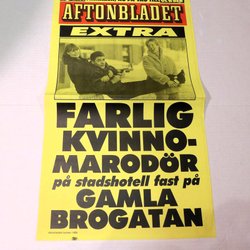 AFTONBLADET
EXTRA
FARLIG
KVINNO-
MARODÖR
på stadshotell fast på
GAMLA
BROGATAN